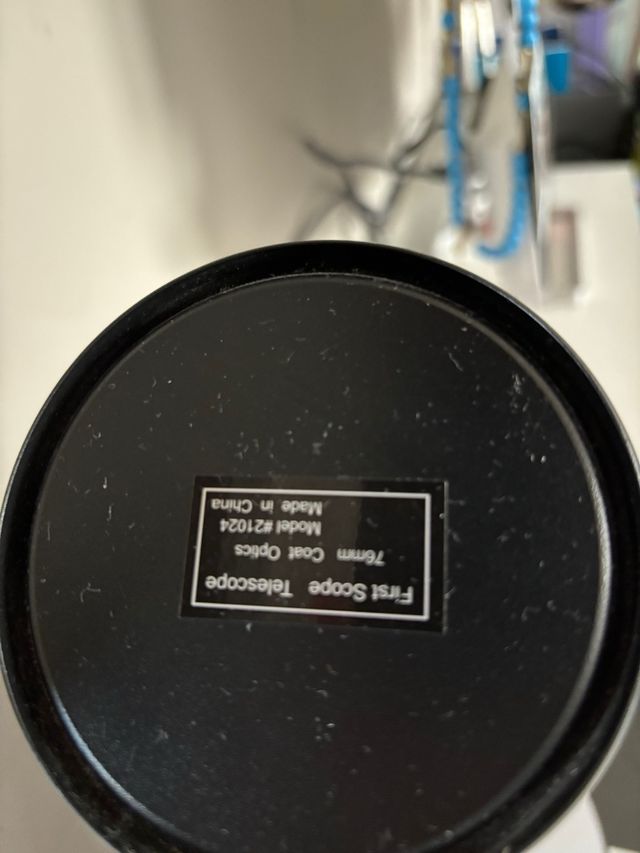 First Scope Telescope
76mm Coat Optics
Model #21024
Made in China